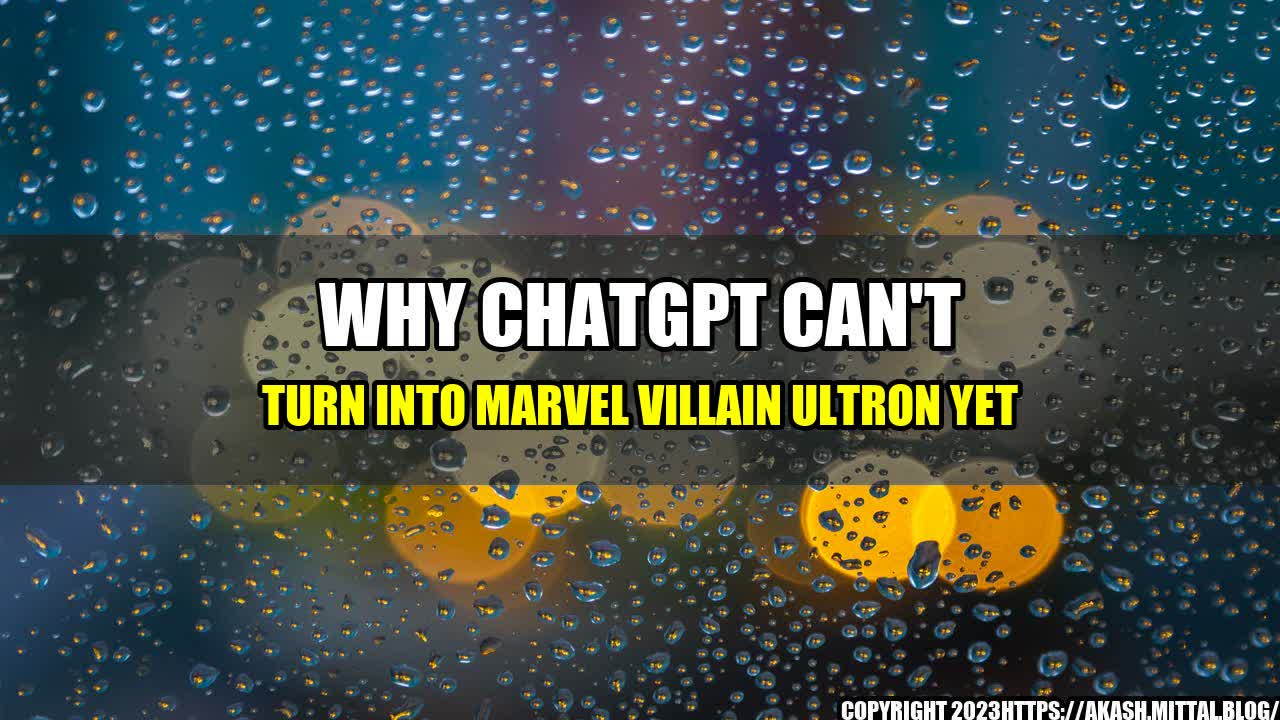 WHY CHATGPT CAN'T
TURN INTO MARVEL VILLAIN ULTRON YET
COPYRIGHT 2023HTTPS://AKASH.MITTAL.BLOG/